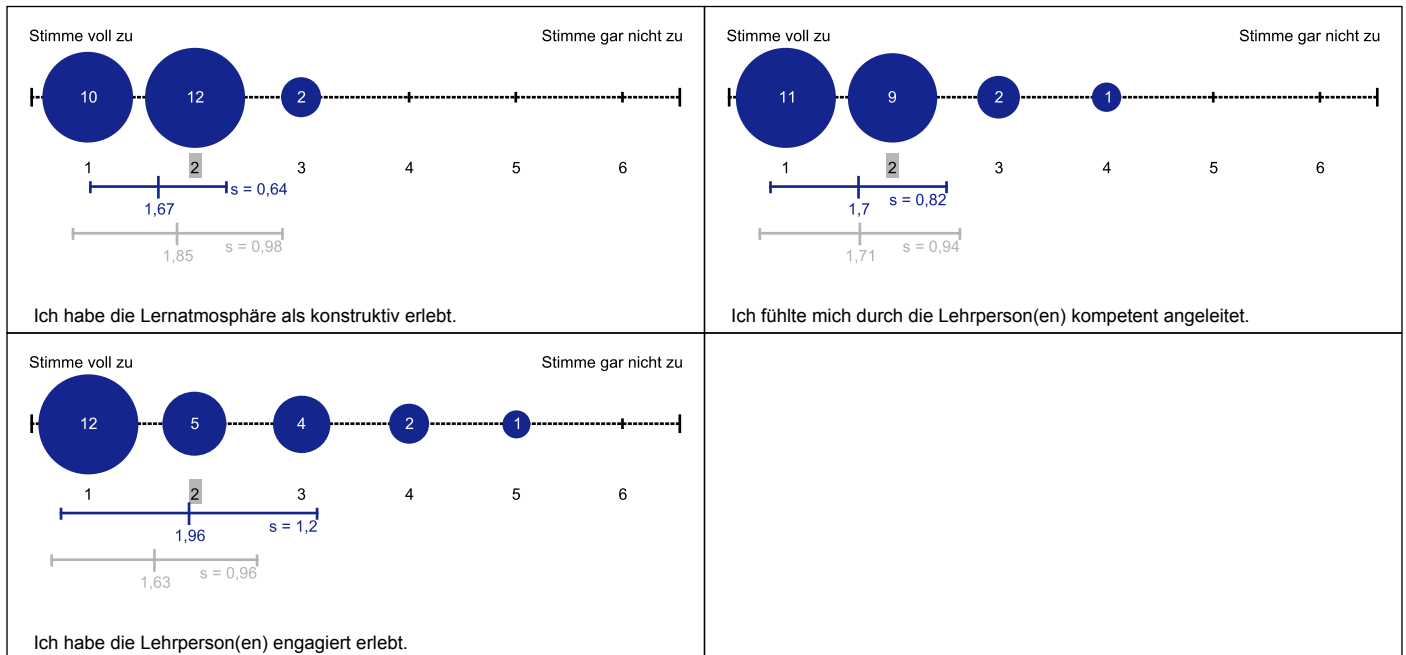 Stimme voll zu Stimme gar nicht zu
10 12 2
1 2 3 4 5 6
s = 0,64
1,67
s = 0,98
1,85
Ich habe die Lernatmosphäre als konstruktiv erlebt.
Stimme voll zu Stimme gar nicht zu
11 9 2 1
1 2 3 4 5 6
s = 0,82
1,7
s = 0,94
1,71
Ich fühlte mich durch die Lehrperson(en) kompetent angeleitet.
Stimme voll zu Stimme gar nicht zu
12 5 4 2 1
1 2 3 4 5 6
s = 1,2
1,96
s = 0,96
1,63
Ich habe die Lehrperson(en) engagiert erlebt.